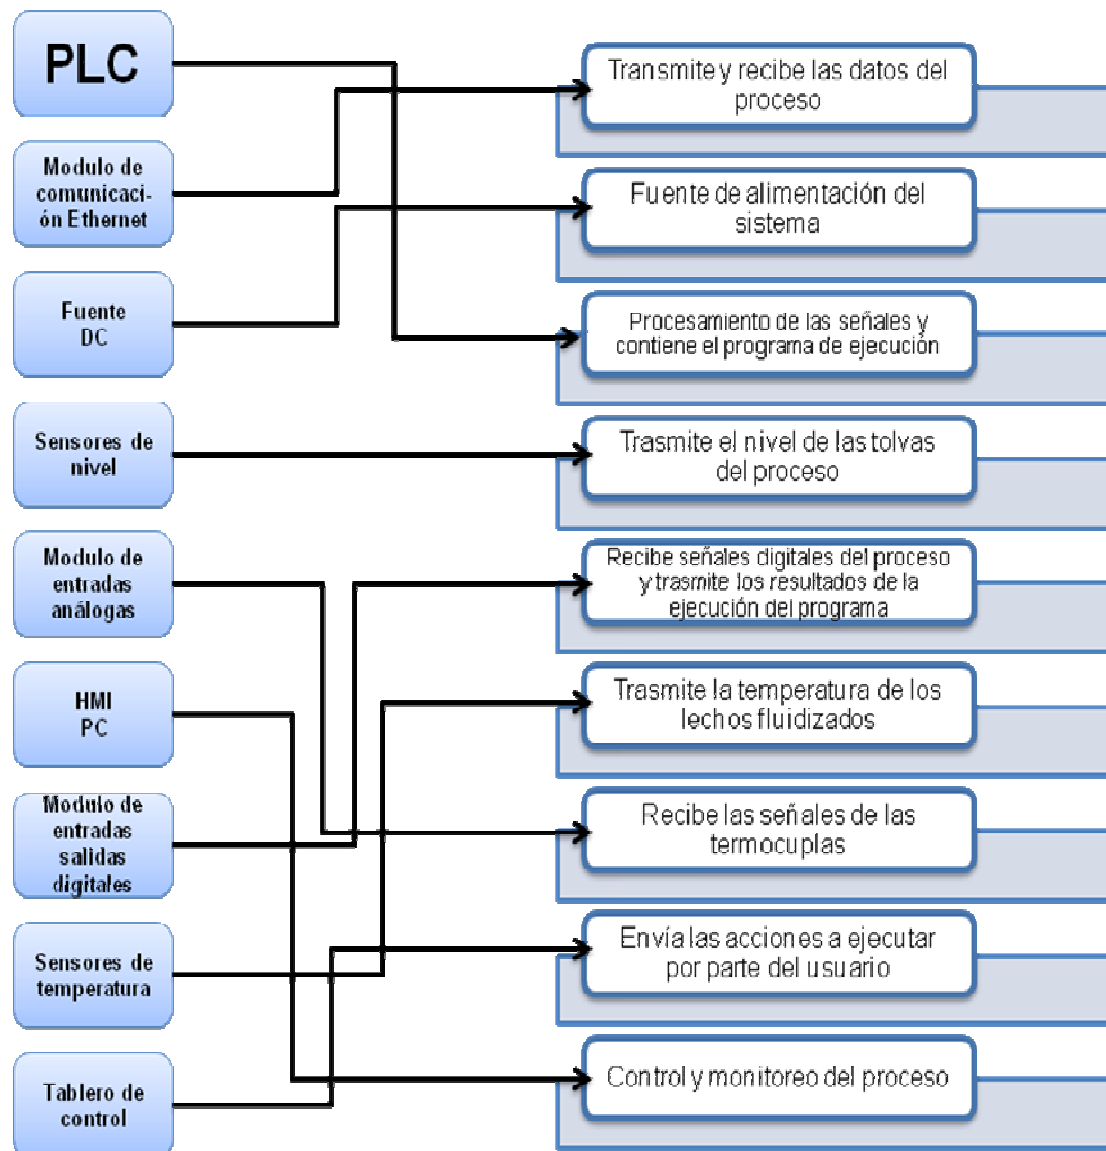 PLC
Modulo de
comunicaci-
ón Ethernet
Fuente
DC
Sensores de
nivel
Modulo de
entradas
análogas
HMI
PC
Modulo de
entradas
salidas
digitales
Sensores de
temperatura
Tablero de
control
Transmite y recibe las datos del
proceso
Fuente de alimentación del
sistema
Procesamiento de las señales y
contiene el programa de ejecución
Trasmite el nivel de las tolvas
del proceso
Recibe señales digitales del proceso
y trasmite los resultados de la
ejecución del programa
Trasmite la temperatura de los
lechos fluidizados
Recibe las señales de las
termocuplas
Envía las acciones a ejecutar
por parte del usuario
Control y monitoreo del proceso